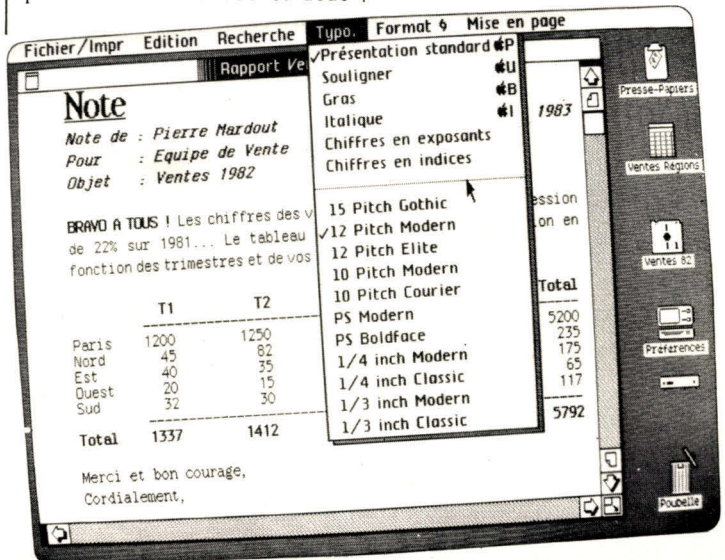 Fichier/Impr Edition Recherche Typo. Format Mise en page
Rapport Ve
✓Présentation standard P
Souligner U
Gras B
Italique I
Chiffres en exposants
Chiffres en indices
15 Pitch Gothic
✓12 Pitch Modern
12 Pitch Elite
10 Pitch Modern
10 Pitch Courier
PS Modern
PS Boldface
1/4 inch Modern
1/4 inch Classic
1/3 inch Modern
1/3 inch Classic
Note
1983
Note de : Pierre Mardout
Pour : Equipe de Vente
Objet : Ventes 1982
BRAVO A TOUS ! Les chiffres des v ession
de 22% sur 1981... Le tableau on en
fonction des trimestres et de vos
T1 T2 Total
Paris 1200 1250 5200
Nord 45 82 235
Est 40 35 175
Ouest 20 15 65
Sud 32 30 117
Total 1337 1412 5792
Merci et bon courage,
Cordialement,
Presse-Papiers
Ventes Régions
Ventes 82
Préférences
Poubelle